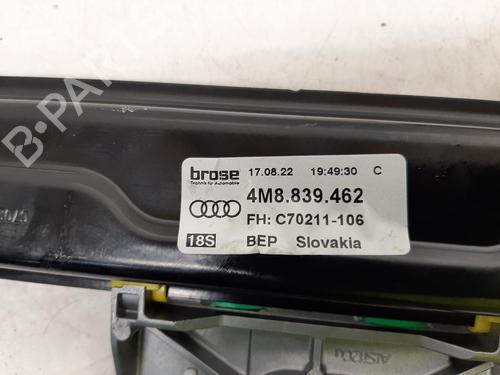 B-PARTS
brose 17.08.22 19:49:30 C
Technik für Automobile
4M8.839.462
FH: C70211-106
18S BEP Slovakia